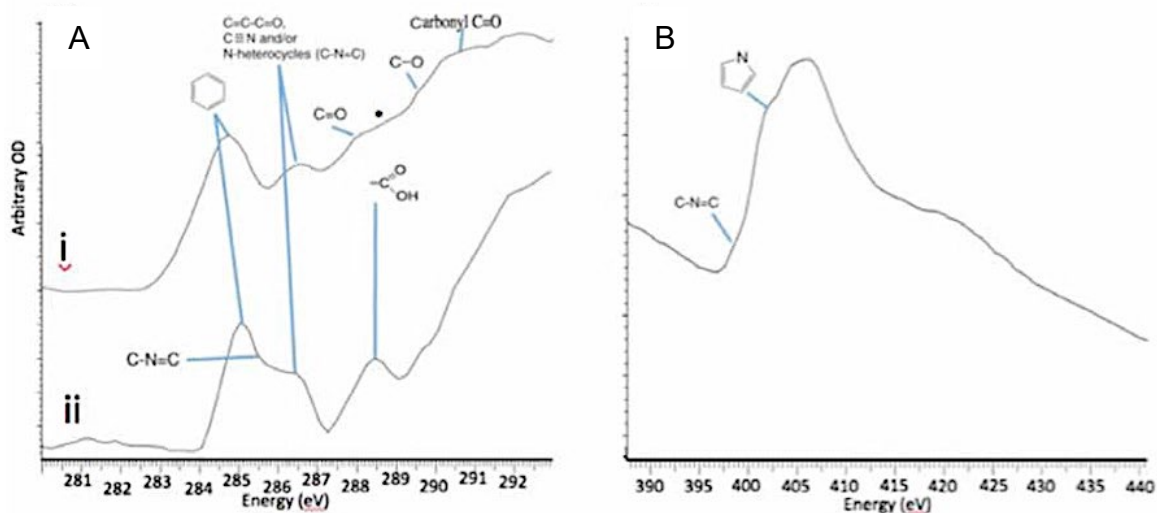 A
C=C-C=O,
C≡N and/or
N-heterocycles (C-N=C)
Carbonyl C=O
C-O
C=O
O
-C
OH
i
C-N=C
ii
Arbitrary OD
281 282 283 284 285 286 287 288 289 290 291 292
Energy (eV)
B
N
C-N=C
390 395 400 405 410 415 420 425 430 435 440
Energy (eV)